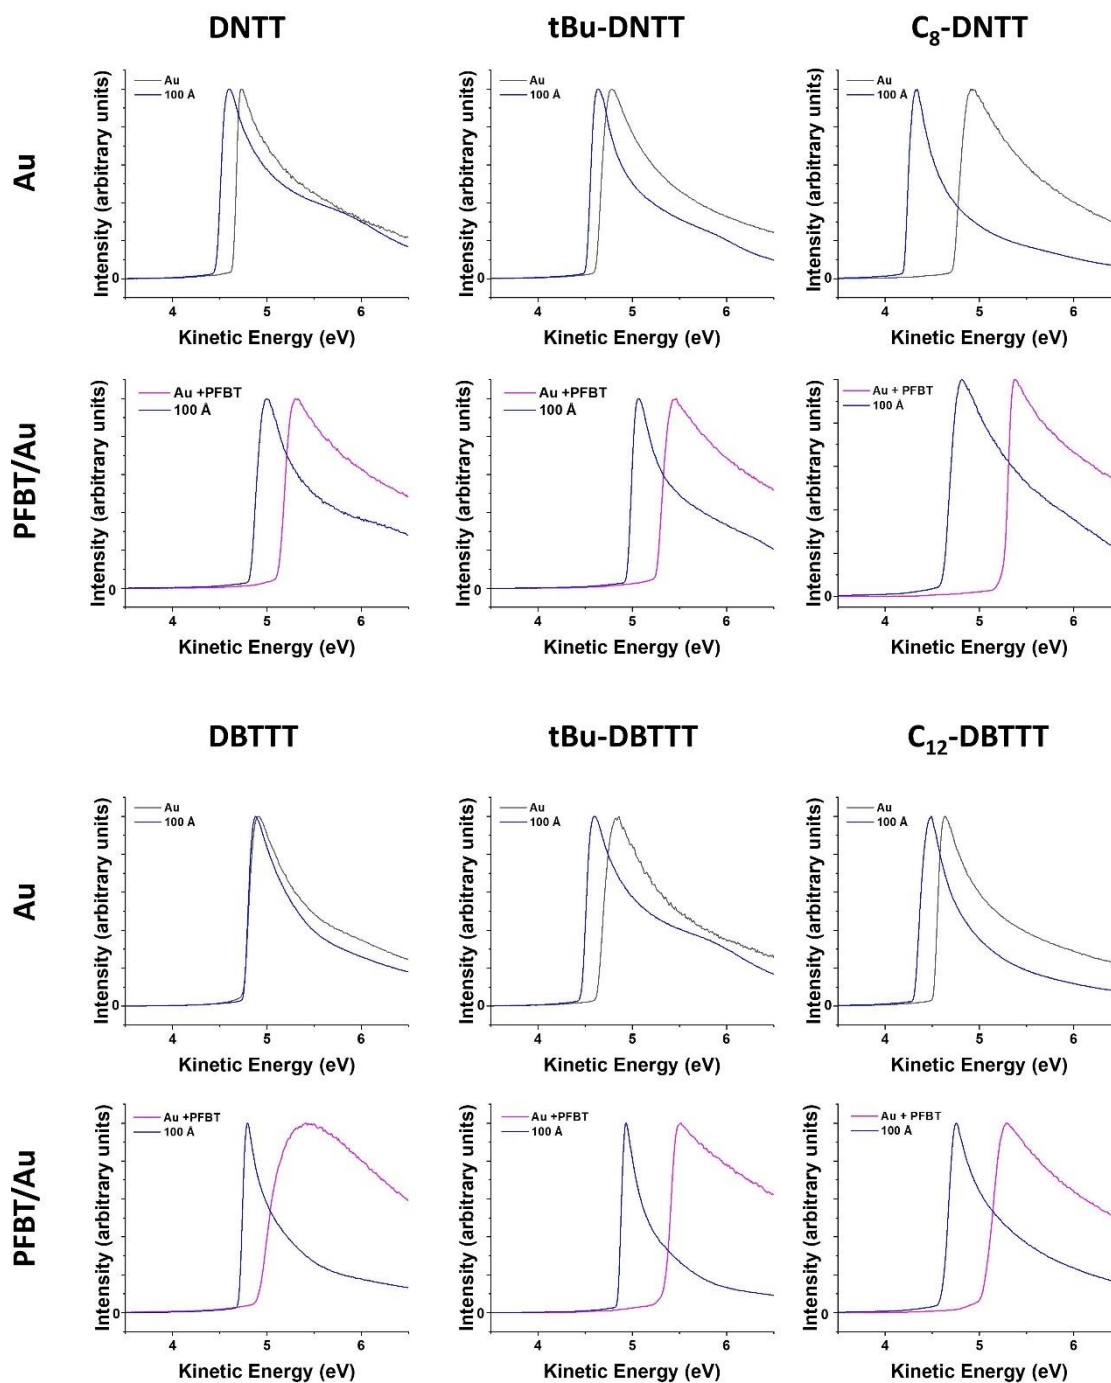 DNTT
tBu-DNTT
C₈-DNTT
Au
Intensity (arbitrary units)
Au
100 Å
0
4 5 6
Kinetic Energy (eV)
Intensity (arbitrary units)
Au
100 Å
0
4 5 6
Kinetic Energy (eV)
Intensity (arbitrary units)
Au
100 Å
0
4 5 6
Kinetic Energy (eV)
PFBT/Au
Intensity (arbitrary units)
Au +PFBT
100 Å
0
4 5 6
Kinetic Energy (eV)
Intensity (arbitrary units)
Au +PFBT
100 Å
0
4 5 6
Kinetic Energy (eV)
Intensity (arbitrary units)
Au + PFBT
100 Å
0
4 5 6
Kinetic Energy (eV)
DBTTT
tBu-DBTTT
C₁₂-DBTTT
Au
Intensity (arbitrary units)
Au
100 Å
0
4 5 6
Kinetic Energy (eV)
Intensity (arbitrary units)
Au
100 Å
0
4 5 6
Kinetic Energy (eV)
Intensity (arbitrary units)
Au
100 Å
0
4 5 6
Kinetic Energy (eV)
PFBT/Au
Intensity (arbitrary units)
Au +PFBT
100 Å
0
4 5 6
Kinetic Energy (eV)
Intensity (arbitrary units)
Au +PFBT
100 Å
0
4 5 6
Kinetic Energy (eV)
Intensity (arbitrary units)
Au + PFBT
100 Å
0
4 5 6
Kinetic Energy (eV)